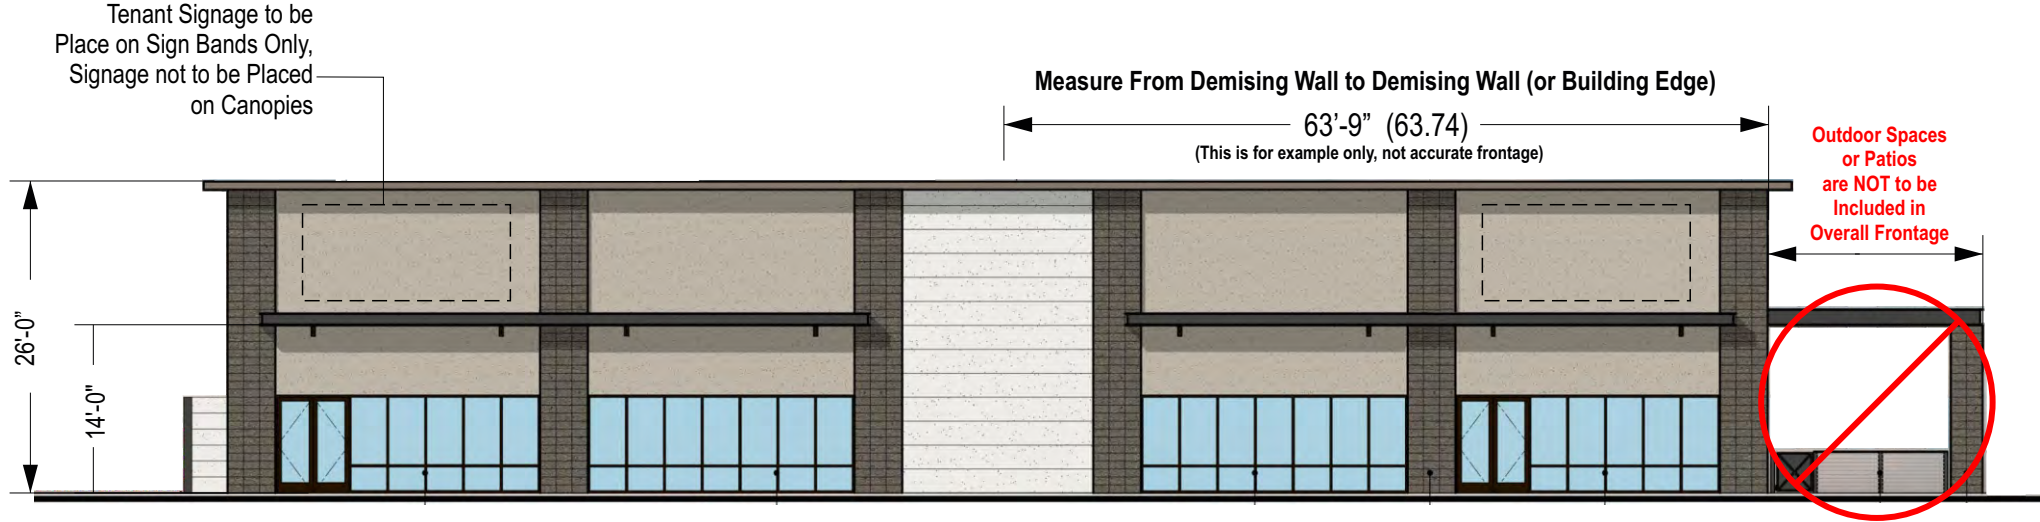 Tenant Signage to be
Place on Sign Bands Only,
Signage not to be Placed
on Canopies
Measure From Demising Wall to Demising Wall (or Building Edge)
63'-9” (63.74)
(This is for example only, not accurate frontage)
Outdoor Spaces
or Patios
are NOT to be
Included in
Overall Frontage
26'-0”
14'-0"